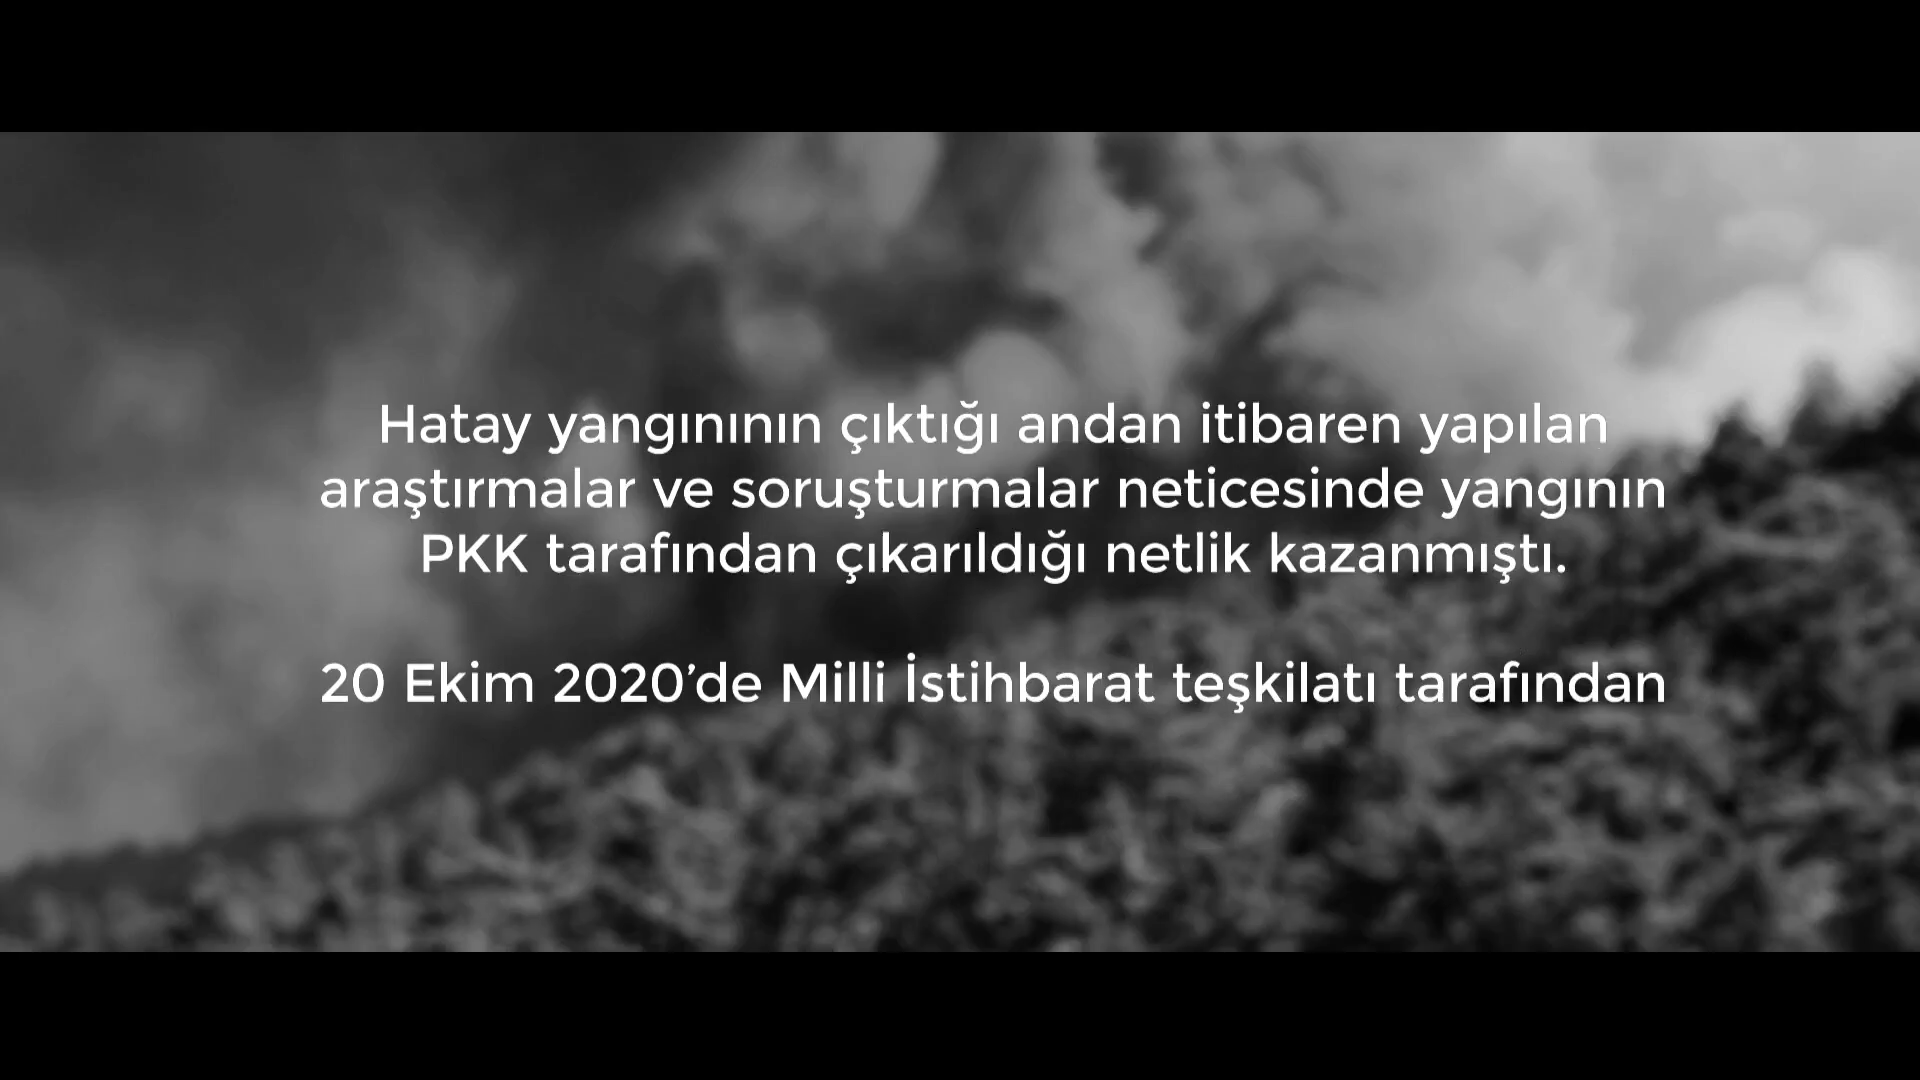 Hatay yangınının çıktığı andan itibaren yapılan
araştırmalar ve soruşturmalar neticesinde yangının
PKK tarafından çıkarıldığı netlik kazanmıştı.
20 Ekim 2020’de Milli İstihbarat teşkilatı tarafından